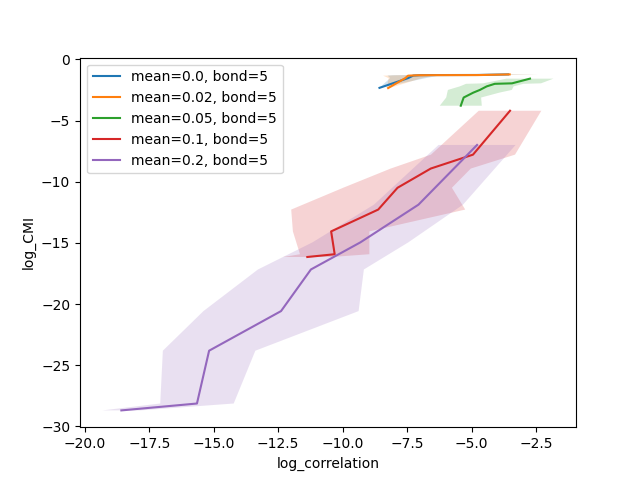 0
−5
−10
−15
−20
−25
−30
log_CMI
mean=0.0, bond=5
mean=0.02, bond=5
mean=0.05, bond=5
mean=0.1, bond=5
mean=0.2, bond=5
−20.0 −17.5 −15.0 −12.5 −10.0 −7.5 −5.0 −2.5
log_correlation